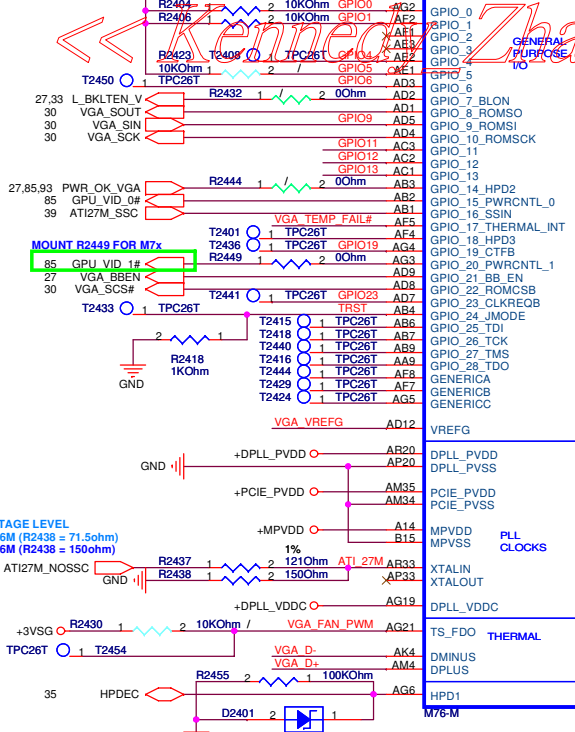 R2404 1 2 10KOhm GPIO0 AG2 GPIO_0
R2406 1 2 10KOhm GPIO1 AF2 GPIO_1
AF1 GPIO_2
AE3 GPIO_3
<< Kennedy Zha
GENERAL PURPOSE I/O
R2423 T2408 1 TPC26T GPIO4 AE2 GPIO_4
10KOhm 1 2 / GPIO5 AE1 GPIO_5
T2450 1 TPC26T GPIO6 AD3 GPIO_6
27,33 L_BKLTEN_V R2432 1 / 2 0Ohm AD2 GPIO_7_BLON
30 VGA_SOUT AD1 GPIO_8_ROMSO
30 VGA_SIN GPIO9 AD5 GPIO_9_ROMSI
30 VGA_SCK AD4 GPIO_10_ROMSCK
GPIO11 AC3 GPIO_11
GPIO12 AC2 GPIO_12
GPIO13 AC1 GPIO_13
27,85,93 PWR_OK_VGA R2444 1 / 2 0Ohm AB3 GPIO_14_HPD2
85 GPU_VID_0# AB2 GPIO_15_PWRCNTL_0
39 ATI27M_SSC AB1 GPIO_16_SSIN
VGA_TEMP_FAIL# AF5 GPIO_17_THERMAL_INT
T2401 1 TPC26T AF4 GPIO_18_HPD3
MOUNT R2449 FOR M7x T2436 1 TPC26T GPIO19 AG4 GPIO_19_CTFB
85 GPU_VID_1# R2449 1 2 0Ohm AG3 GPIO_20_PWRCNTL_1
27 VGA_BBEN AD9 GPIO_21_BB_EN
30 VGA_SCS# AD8 GPIO_22_ROMCSB
T2441 1 TPC26T GPIO23 AD7 GPIO_23_CLKREQB
T2433 1 TPC26T TRST AB4 GPIO_24_JMODE
T2415 1 TPC26T AB6 GPIO_25_TDI
T2418 1 TPC26T AB7 GPIO_26_TCK
T2440 1 TPC26T AB9 GPIO_27_TMS
T2416 1 TPC26T AA9 GPIO_28_TDO
T2444 1 TPC26T AF8 GENERICA
T2429 1 TPC26T AF7 GENERICB
T2424 1 TPC26T AG5 GENERICC
2 1
R2418
1KOhm
GND
VGA_VREFG AD12 VREFG
+DPLL_PVDD AR20 DPLL_PVDD
GND AP20 DPLL_PVSS
+PCIE_PVDD AM35 PCIE_PVDD
AM34 PCIE_PVSS
+MPVDD A14 MPVDD
B15 MPVSS
PLL CLOCKS
TAGE LEVEL
6M (R2438 = 71.5ohm)
6M (R2438 = 150ohm)
1%
ATI27M_NOSSC R2437 1 2 121Ohm ATI_27M AR33 XTALIN
GND R2438 1 2 150Ohm AP33 XTALOUT
+DPLL_VDDC AG19 DPLL_VDDC
+3VSG R2430 1 2 10KOhm / VGA_FAN_PWM AG21 TS_FDO
THERMAL
TPC26T 1 T2454
VGA_D- AK4 DMINUS
VGA_D+ AM4 DPLUS
R2455 1 2 100KOhm
35 HPDEC AG6 HPD1
D2401 2 1
M76-M